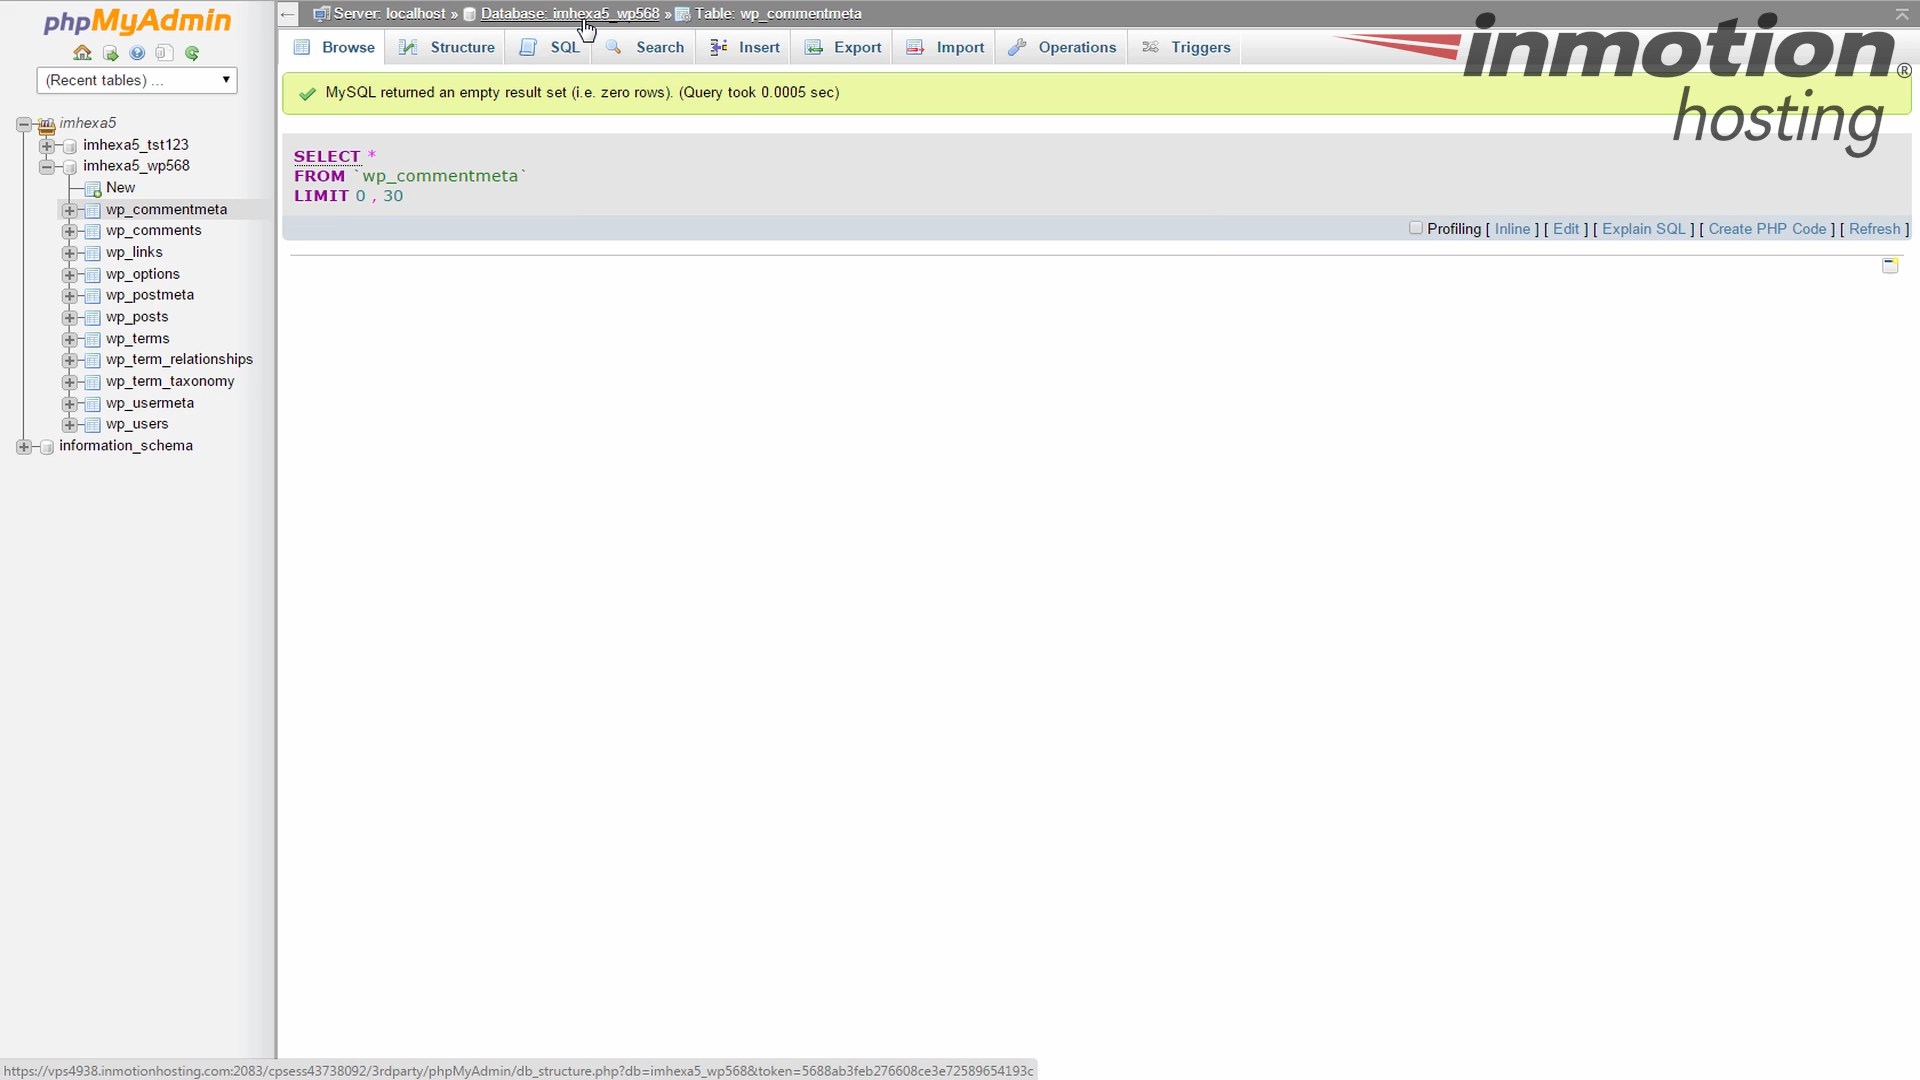 phpMyAdmin
(Recent tables) ...
imhexa5
imhexa5_tst123
imhexa5_wp568
New
wp_commentmeta
wp_comments
wp_links
wp_options
wp_postmeta
wp_posts
wp_terms
wp_term_relationships
wp_term_taxonomy
wp_usermeta
wp_users
information_schema
Server: localhost » Database: imhexa5_wp568 » Table: wp_commentmeta
Browse Structure SQL Search Insert Export Import Operations Triggers
inmotion®
hosting
MySQL returned an empty result set (i.e. zero rows). (Query took 0.0005 sec)
SELECT *
FROM `wp_commentmeta`
LIMIT 0 , 30
Profiling [ Inline ] [ Edit ] [ Explain SQL ] [ Create PHP Code ] [ Refresh ]
https://vps4938.inmotionhosting.com:2083/cpsess43738092/3rdparty/phpMyAdmin/db_structure.php?db=imhexa5_wp568&token=5688ab3feb276608ce3e72589654193c